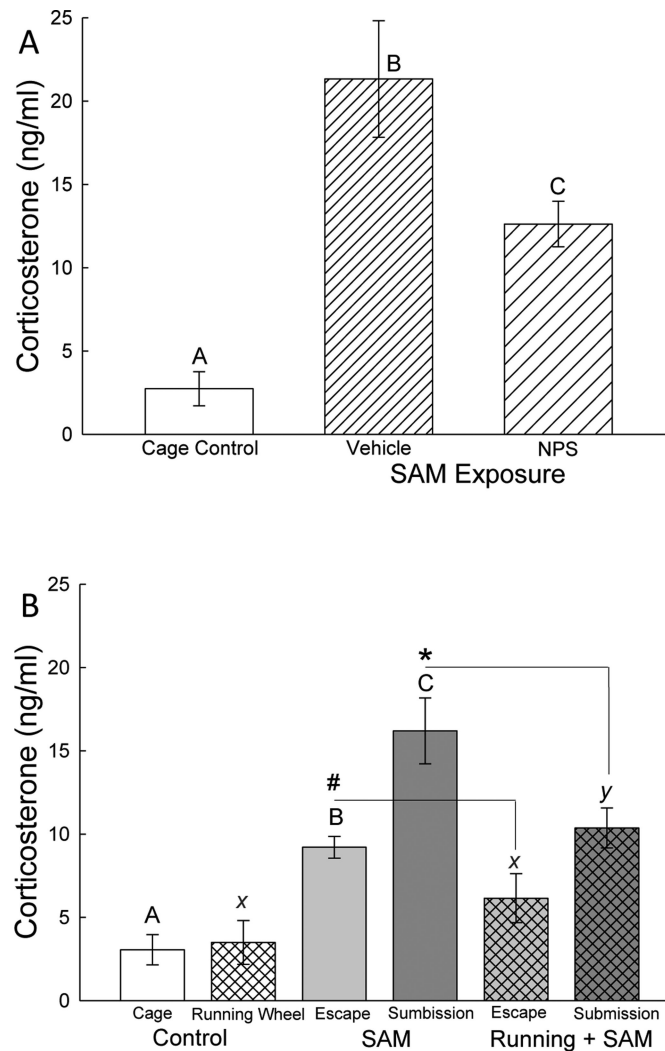 A
Corticosterone (ng/ml)
25
20
15
10
5
0
A
B
C
Cage Control
Vehicle
NPS
SAM Exposure
B
Corticosterone (ng/ml)
25
20
15
10
5
0
A
x
#
B
*
C
x
y
Cage
Running Wheel
Escape
Sumbission
Escape
Submission
Control
SAM
Running + SAM